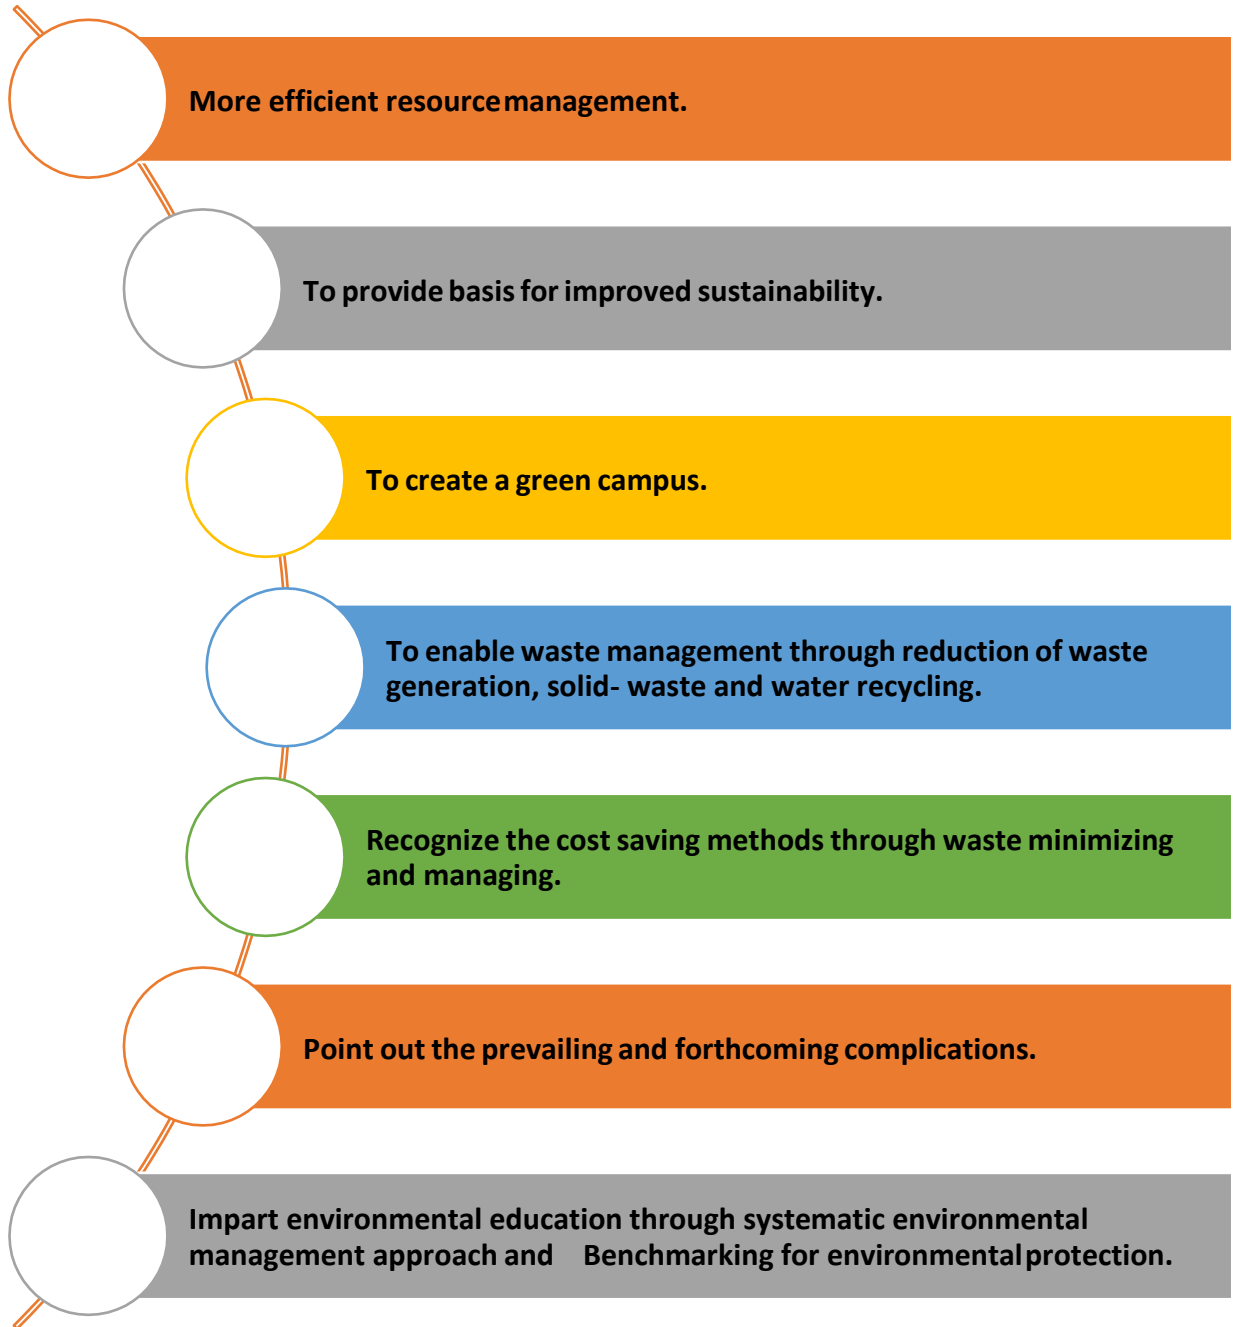 More efficient resource management.
To provide basis for improved sustainability.
To create a green campus.
To enable waste management through reduction of waste
generation, solid- waste and water recycling.
Recognize the cost saving methods through waste minimizing
and managing.
Point out the prevailing and forthcoming complications.
Impart environmental education through systematic environmental
management approach and Benchmarking for environmental protection.